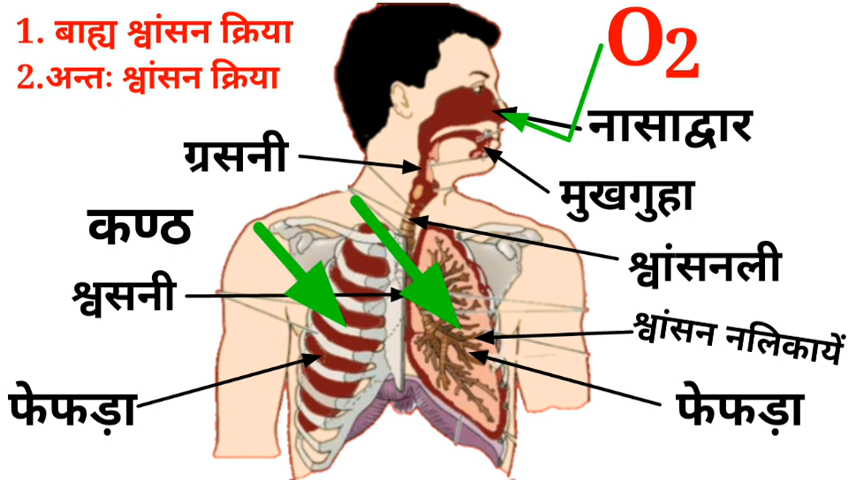 1. बाह्य श्वांसन क्रिया
2.अन्तः श्वांसन क्रिया
O2
नासाद्वार
ग्रसनी
मुखगुहा
कण्ठ
श्वांसनली
श्वसनी
श्वांसन नलिकायें
फेफड़ा
फेफड़ा